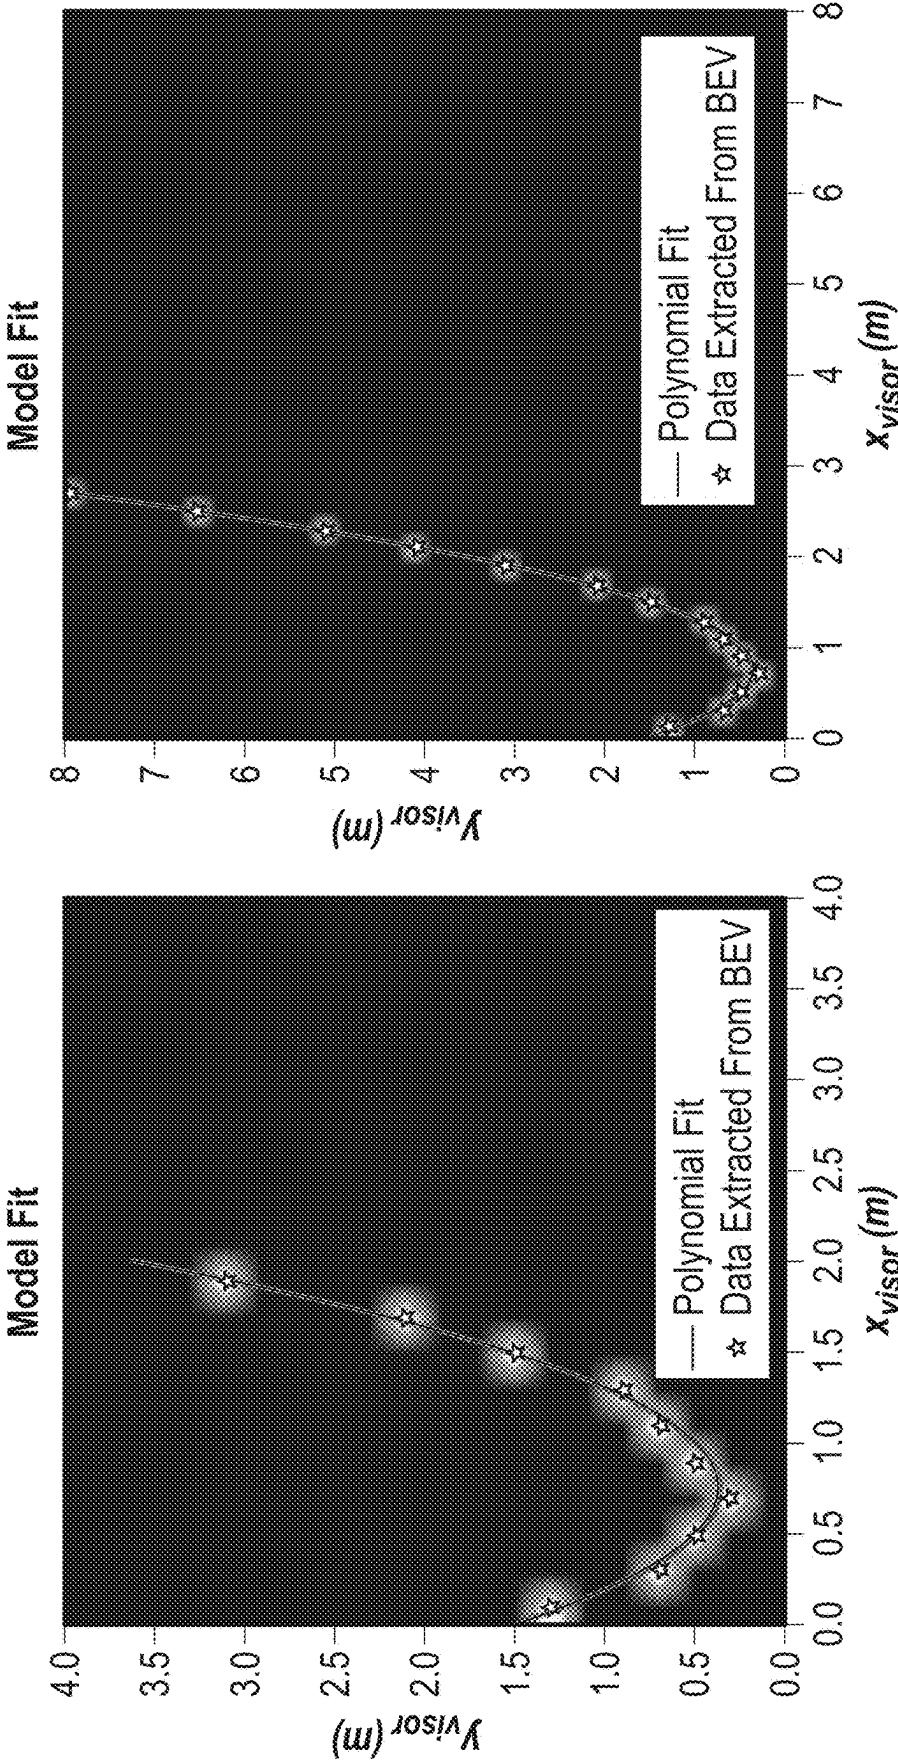 Model Fit
4.0
3.5
3.0
2.5
2.0
1.5
1.0
0.5
0.0
y_visor (m)
Polynomial Fit
Data Extracted From BEV
0.0 0.5 1.0 1.5 2.0 2.5 3.0 3.5 4.0
x_visor (m)
Model Fit
8
7
6
5
4
3
2
1
0
y_visor (m)
Polynomial Fit
Data Extracted From BEV
0 1 2 3 4 5 6 7 8
x_visor (m)